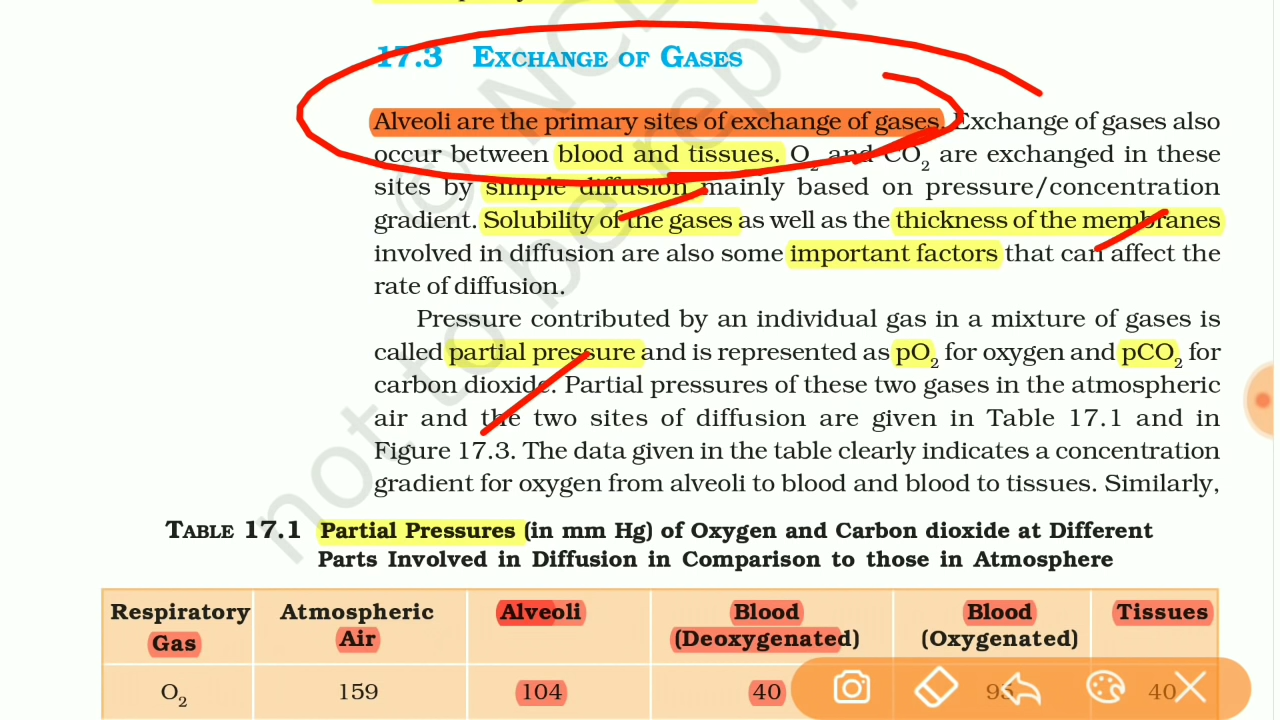 17.3 EXCHANGE OF GASES
Alveoli are the primary sites of exchange of gases. Exchange of gases also
occur between blood and tissues. O2 and CO2 are exchanged in these
sites by simple diffusion mainly based on pressure/concentration
gradient. Solubility of the gases as well as the thickness of the membranes
involved in diffusion are also some important factors that can affect the
rate of diffusion.
Pressure contributed by an individual gas in a mixture of gases is
called partial pressure and is represented as pO2 for oxygen and pCO2 for
carbon dioxide. Partial pressures of these two gases in the atmospheric
air and the two sites of diffusion are given in Table 17.1 and in
Figure 17.3. The data given in the table clearly indicates a concentration
gradient for oxygen from alveoli to blood and blood to tissues. Similarly,
TABLE 17.1 Partial Pressures (in mm Hg) of Oxygen and Carbon dioxide at Different
Parts Involved in Diffusion in Comparison to those in Atmosphere
Respiratory Atmospheric Alveoli Blood Blood Tissues
Gas Air (Deoxygenated) (Oxygenated)
O2 159 104 40 95 40
© NCE
not to be repu